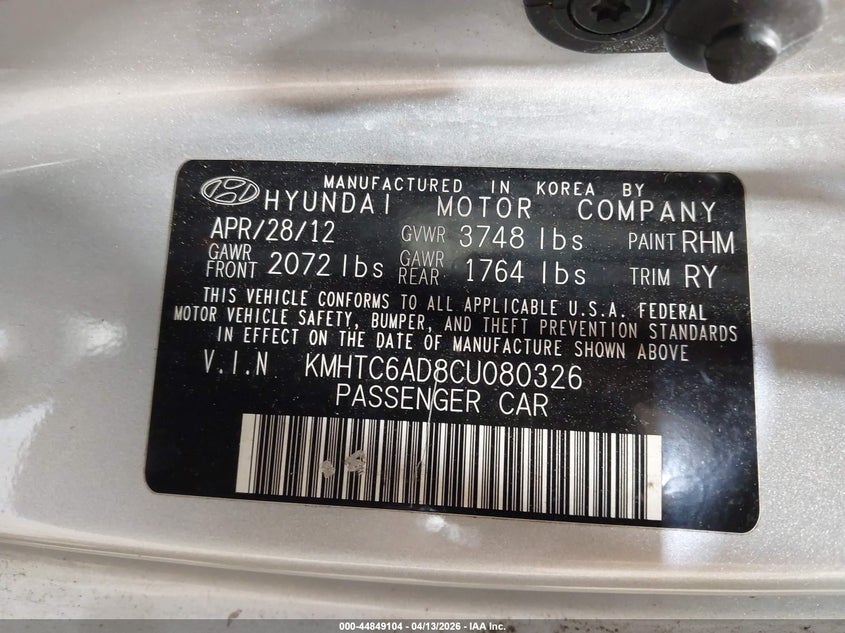 MANUFACTURED IN KOREA BY
HYUNDAI MOTOR COMPANY
APR/28/12 GVWR 3748 lbs PAINT RHM
GAWR FRONT 2072 lbs GAWR REAR 1764 lbs TRIM RY
THIS VEHICLE CONFORMS TO ALL APPLICABLE U.S.A. FEDERAL
MOTOR VEHICLE SAFETY, BUMPER, AND THEFT PREVENTION STANDARDS
IN EFFECT ON THE DATE OF MANUFACTURE SHOWN ABOVE
V.I.N KMHTC6AD8CU080326
PASSENGER CAR
000-44849104 - 04/13/2026 - IAA Inc.